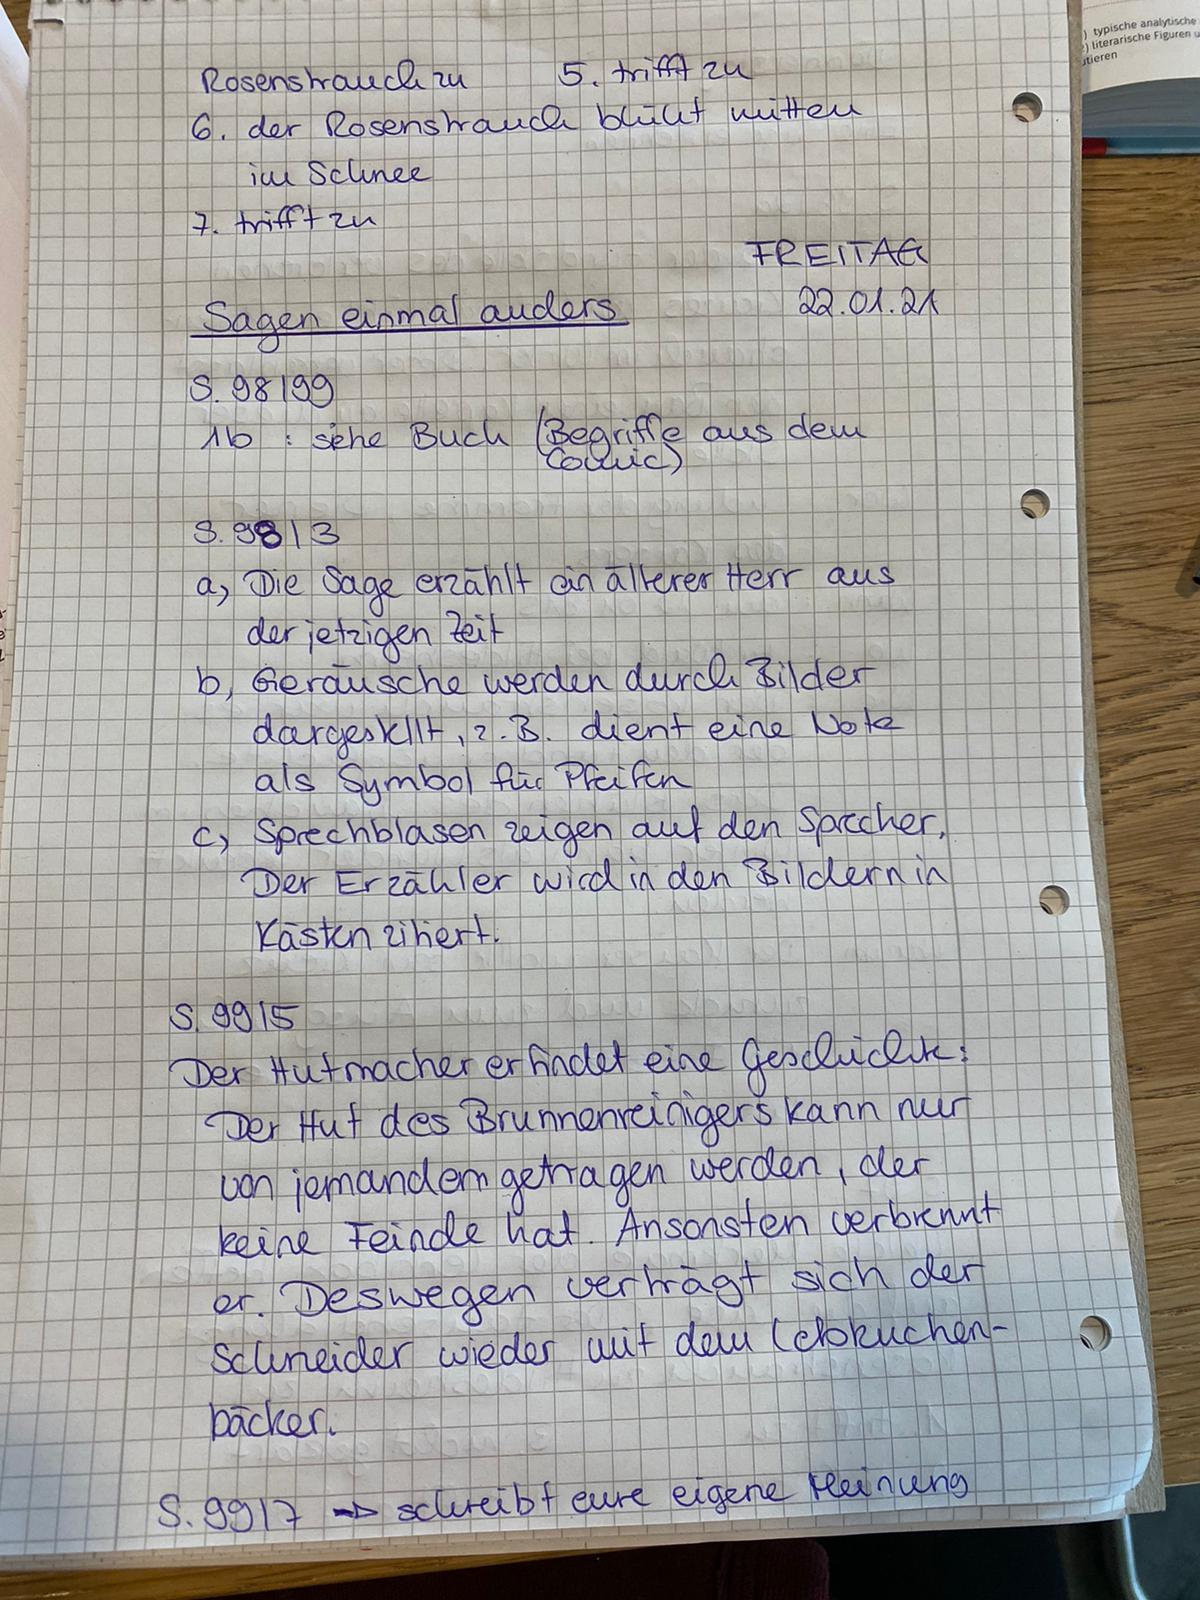 ) typische analytische
) literarische Figuren u
utieren
Rosenstrauch zu 5. trifft zu
6. der Rosenstrauch blüht mitten
im Schnee
7. trifft zu
FREITAG
22.01.21
Sagen einmal anders
S. 98/99
1b : siehe Buch (Begriffe aus dem
Comic)
S. 98/3
a) Die Sage erzählt ein älterer Herr aus
der jetzigen Zeit
b) Geräusche werden durch Bilder
dargestellt, z.B. dient eine Note
als Symbol für Pfeifen
c) Sprechblasen zeigen auf den Sprecher,
Der Erzähler wird in den Bildern in
Kästen zitiert.
S. 99/5
Der Hutmacher erfindet eine Geschichte:
Der Hut des Brunnenreinigers kann nur
von jemandem getragen werden, der
keine Feinde hat. Ansonsten verbrennt
er. Deswegen verträgt sich der
Schneider wieder mit dem Lebkuchen-
bäcker.
S. 99/7 → schreibt eure eigene Meinung